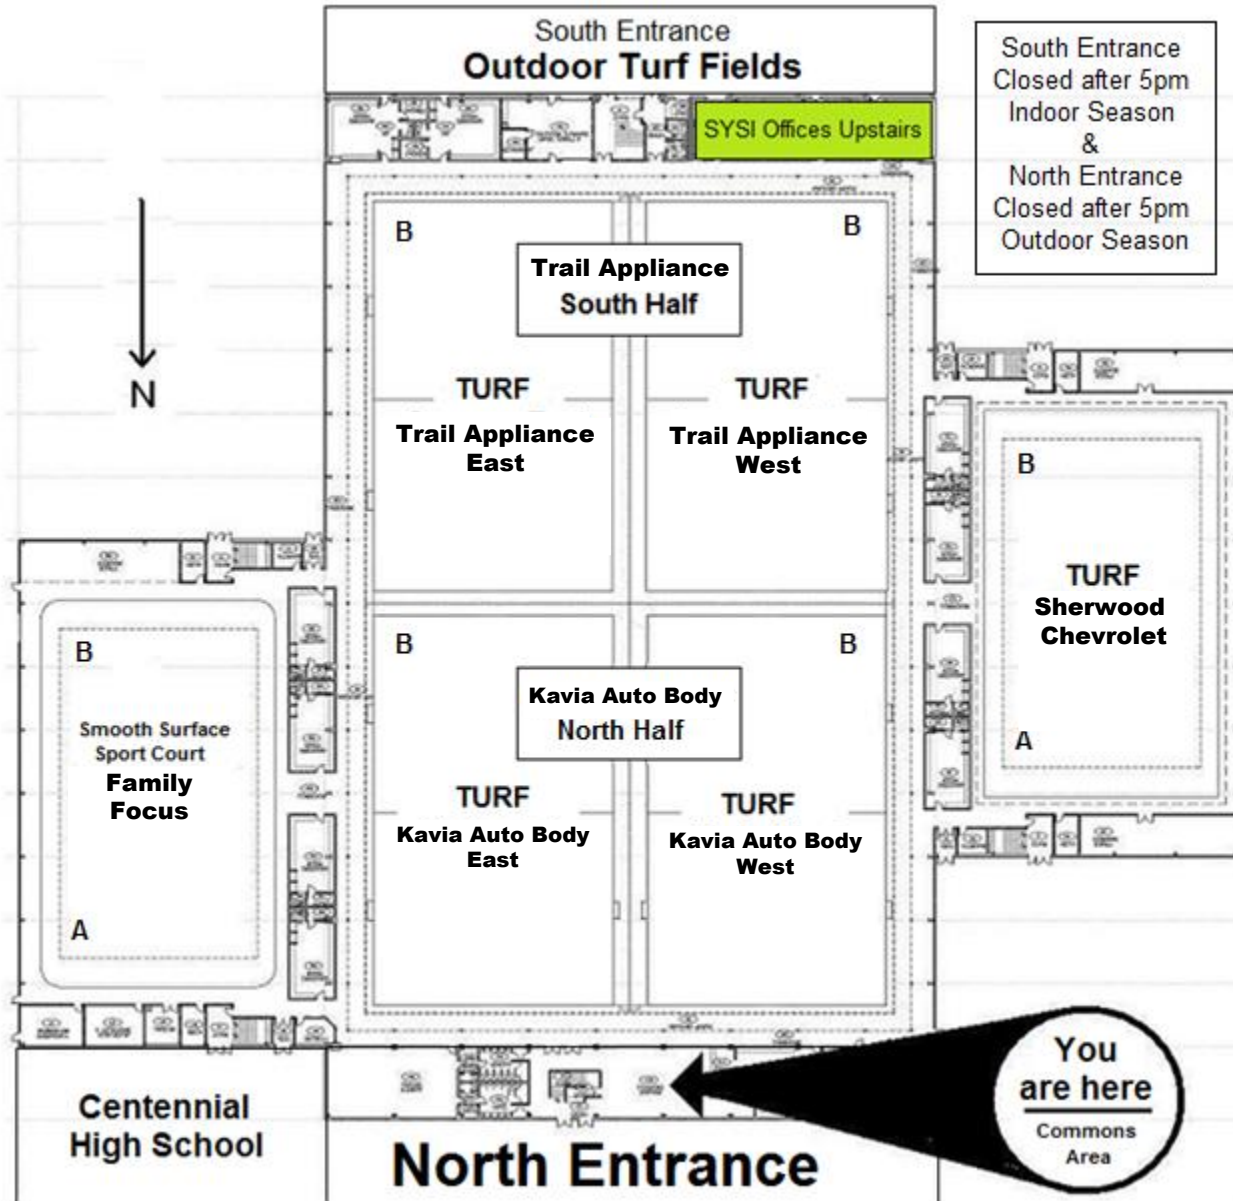 South Entrance
Outdoor Turf Fields
South Entrance
Closed after 5pm
Indoor Season
&
North Entrance
Closed after 5pm
Outdoor Season
SYSI Offices Upstairs
N
B
B
Trail Appliance
South Half
TURF
Trail Appliance
East
TURF
Trail Appliance
West
B
TURF
Sherwood
Chevrolet
A
B
Smooth Surface
Sport Court
Family
Focus
A
B
B
Kavia Auto Body
North Half
TURF
Kavia Auto Body
East
TURF
Kavia Auto Body
West
You
are here
Commons
Area
Centennial
High School
North Entrance